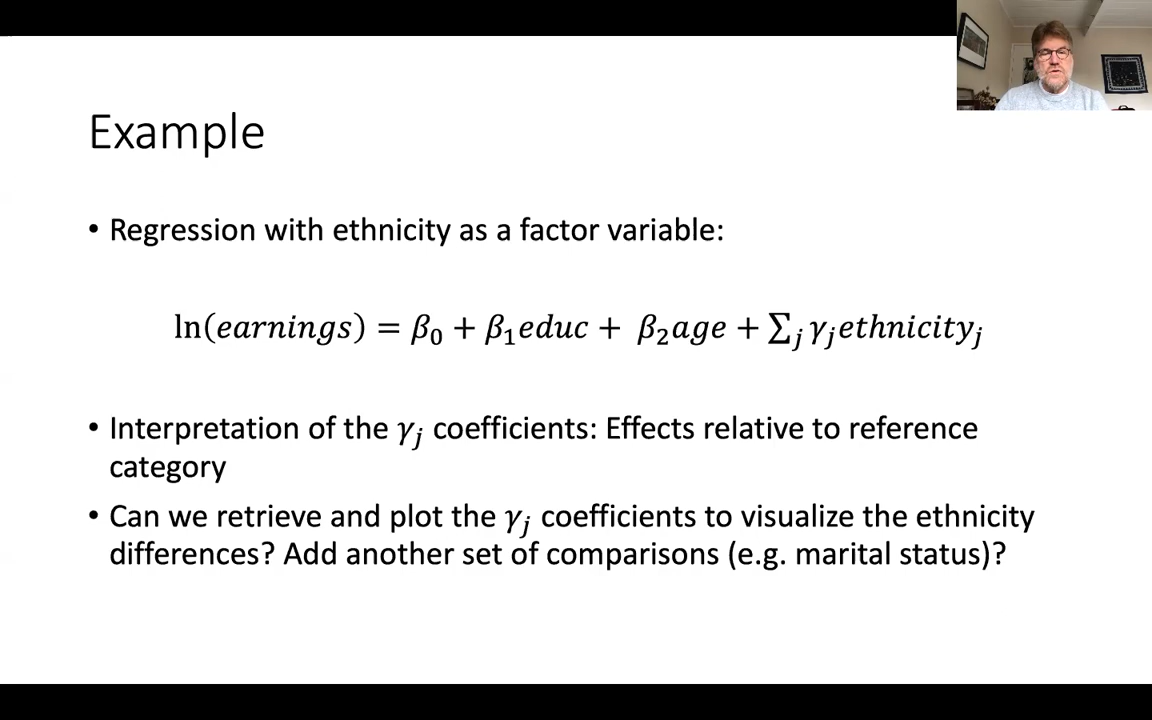 Example
• Regression with ethnicity as a factor variable:
ln(earnings) = β₀ + β₁educ + β₂age + ∑ⱼ γⱼethnicityⱼ
• Interpretation of the γⱼ coefficients: Effects relative to reference
category
• Can we retrieve and plot the γⱼ coefficients to visualize the ethnicity
differences? Add another set of comparisons (e.g. marital status)?